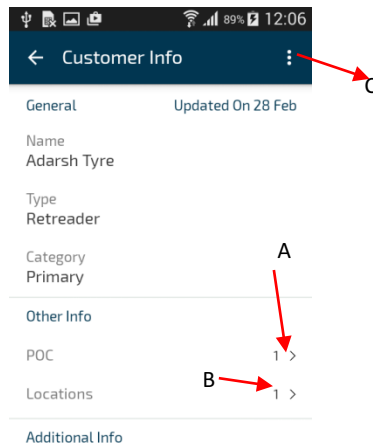 89% 12:06
Customer Info
C
General Updated On 28 Feb
Name
Adarsh Tyre
Type
Retreader
Category
Primary
A
Other Info
POC 1 >
B
Locations 1 >
Additional Info